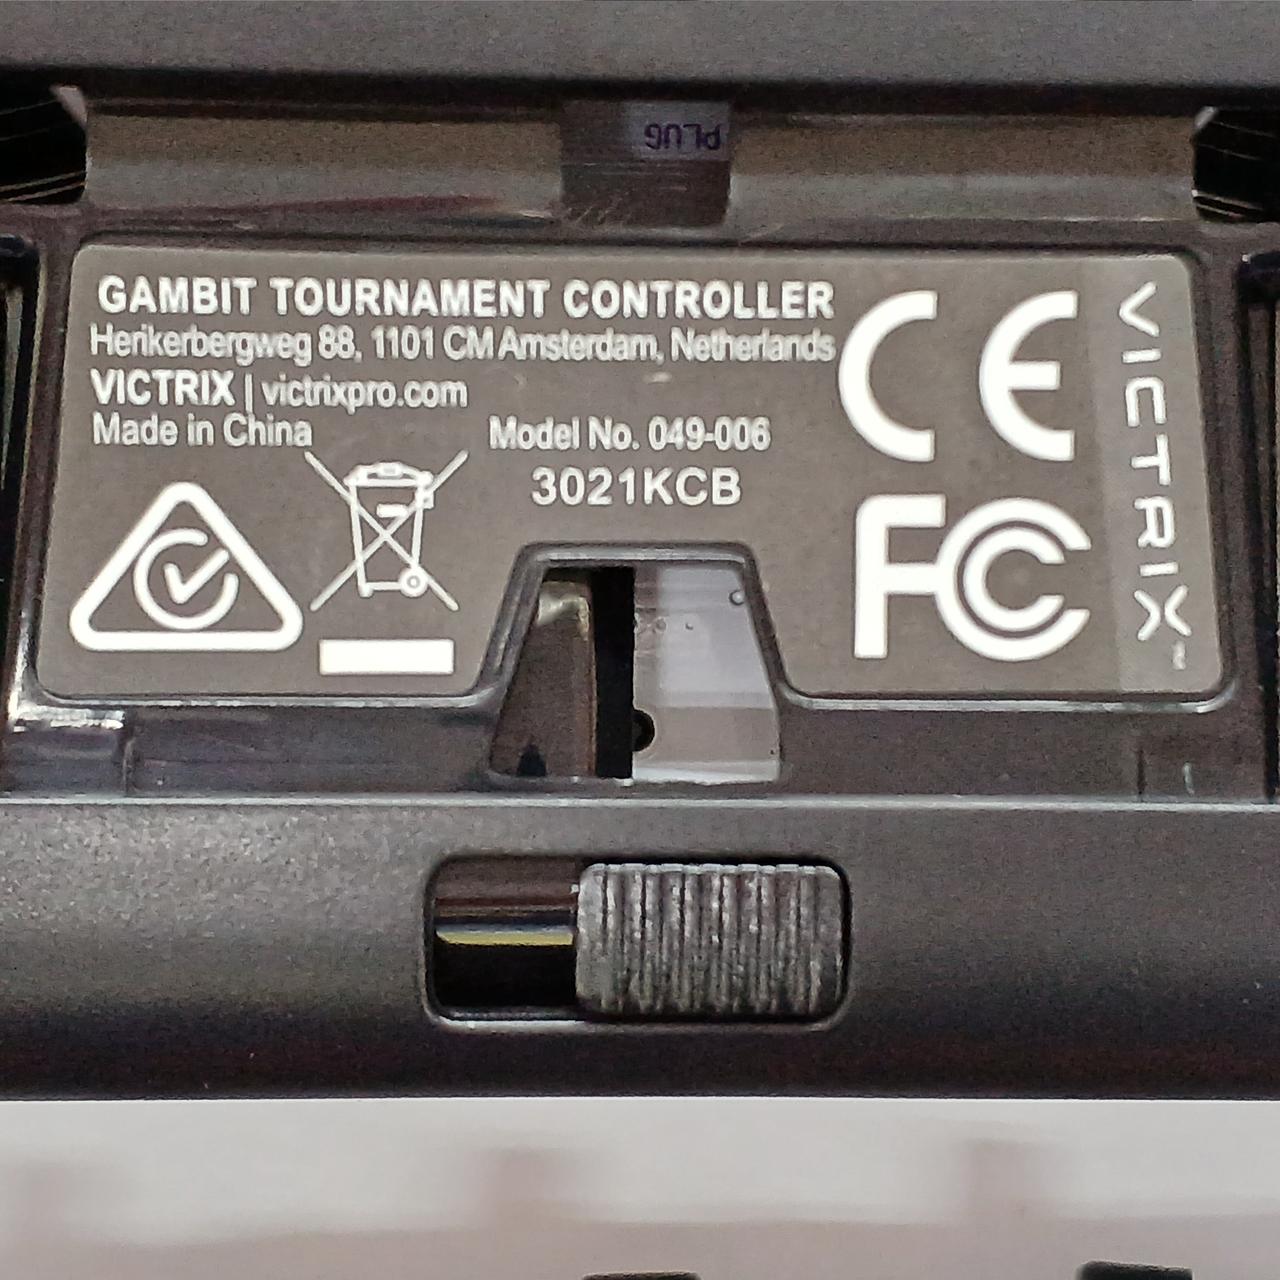 PLUG
GAMBIT TOURNAMENT CONTROLLER
Herikerbergweg 88, 1101 CM Amsterdam, Netherlands
VICTRIX | victrixpro.com
Made in China
Model No. 049-006
3021KCB
CE
FC
VICTRIX™